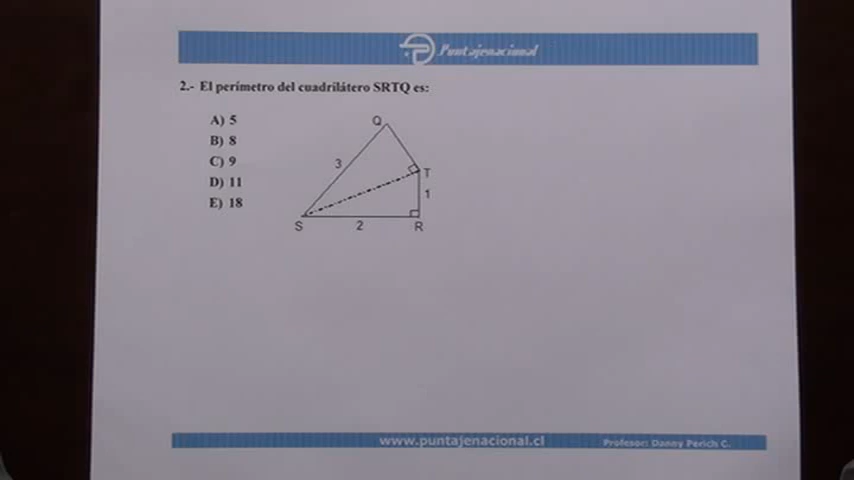 Puntajenacional
2.- El perímetro del cuadrilátero SRTQ es:
A) 5
B) 8
C) 9
D) 11
E) 18
Q
3
T
1
S
2
R
www.puntajenacional.cl
Profesor: Danny Perich C.